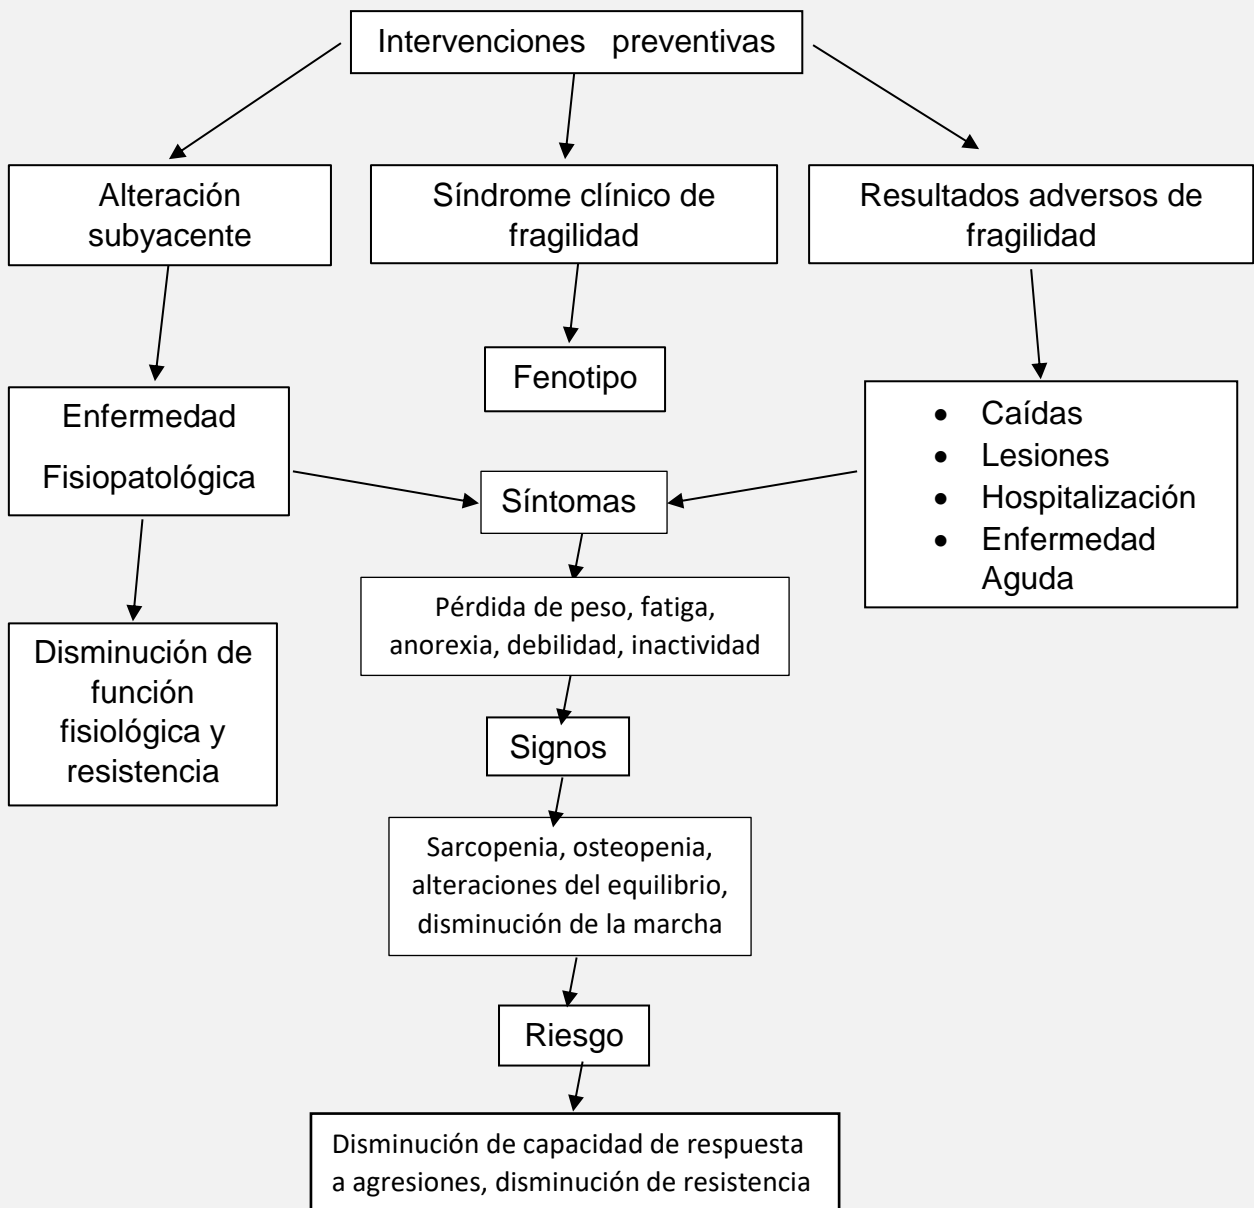 Intervenciones preventivas
Alteración
subyacente
Síndrome clínico de
fragilidad
Resultados adversos de
fragilidad
Fenotipo
Enfermedad
Fisiopatológica
• Caídas
• Lesiones
• Hospitalización
• Enfermedad
Aguda
Síntomas
Pérdida de peso, fatiga,
anorexia, debilidad, inactividad
Disminución de
función
fisiológica y
resistencia
Signos
Sarcopenia, osteopenia,
alteraciones del equilibrio,
disminución de la marcha
Riesgo
Disminución de capacidad de respuesta
a agresiones, disminución de resistencia